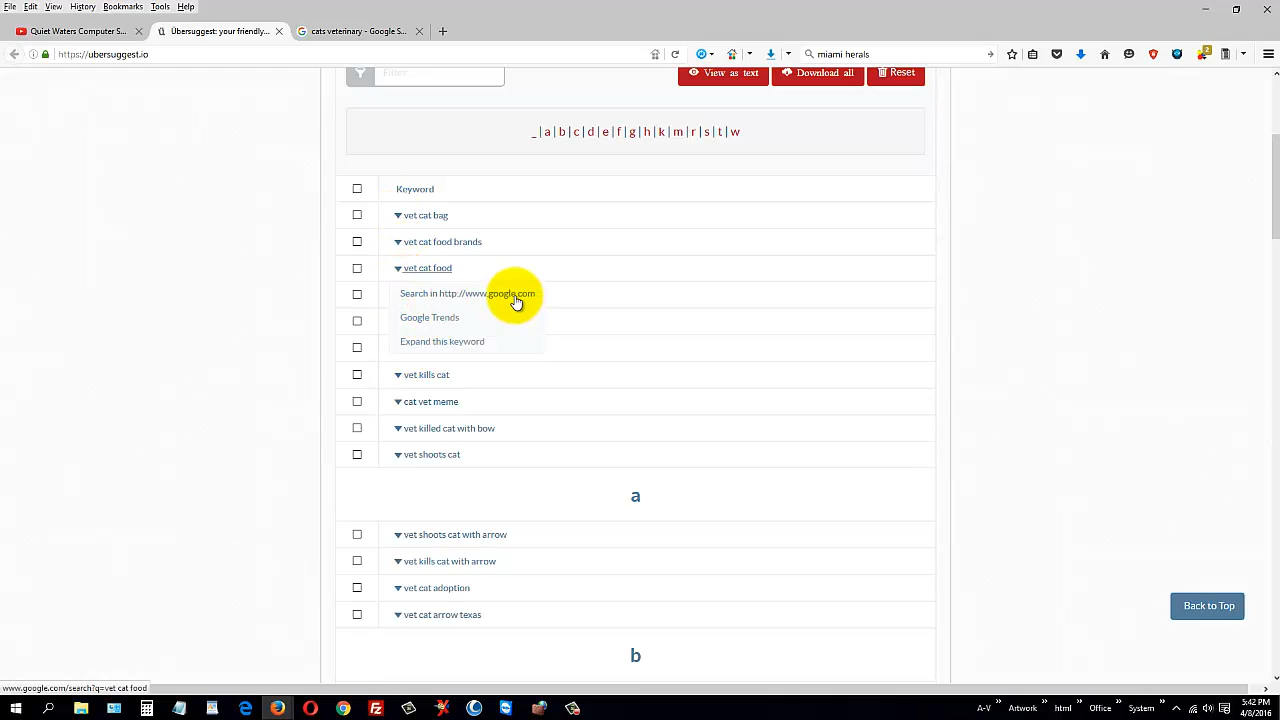 File Edit View History Bookmarks Tools Help
Quiet Waters Computer S...
Übersuggest: your friendly...
cats veterinary - Google S...
https://ubersuggest.io
miami herals
2
Filter
View as text
Download all
Reset
_|a|b|c|d|e|f|g|h|k|m|r|s|t|w
Keyword
vet cat bag
vet cat food brands
vet cat food
Search in http://www.google.com
Google Trends
Expand this keyword
vet kills cat
cat vet meme
vet killed cat with bow
vet shoots cat
a
vet shoots cat with arrow
vet kills cat with arrow
vet cat adoption
vet cat arrow texas
b
Back to Top
www.google.com/search?q=vet cat food
A-V
Artwork
html
Office
System
5:42 PM
4/8/2016